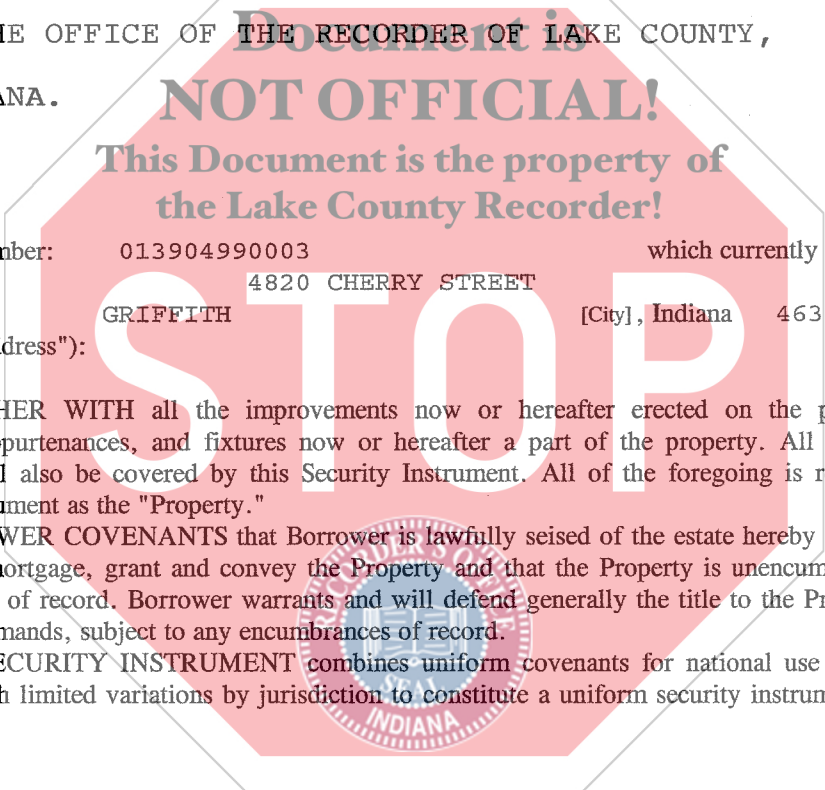 HE OFFICE OF THE RECORDER OF LAKE COUNTY,
Document is
ANA.
NOT OFFICIAL!
This Document is the property of
the Lake County Recorder!
nber: 013904990003 which currently
4820 CHERRY STREET
GRIFFITH [City], Indiana 463
dress"):
STOP
HER WITH all the improvements now or hereafter erected on the p
purtenances, and fixtures now or hereafter a part of the property. All
l also be covered by this Security Instrument. All of the foregoing is r
ument as the "Property."
WER COVENANTS that Borrower is lawfully seised of the estate hereby
nortgage, grant and convey the Property and that the Property is unencum
of record. Borrower warrants and will defend generally the title to the Pr
mands, subject to any encumbrances of record.
ECURITY INSTRUMENT combines uniform covenants for national use
h limited variations by jurisdiction to constitute a uniform security instrum
RECORDER'S OFFICE
SEAL
INDIANA